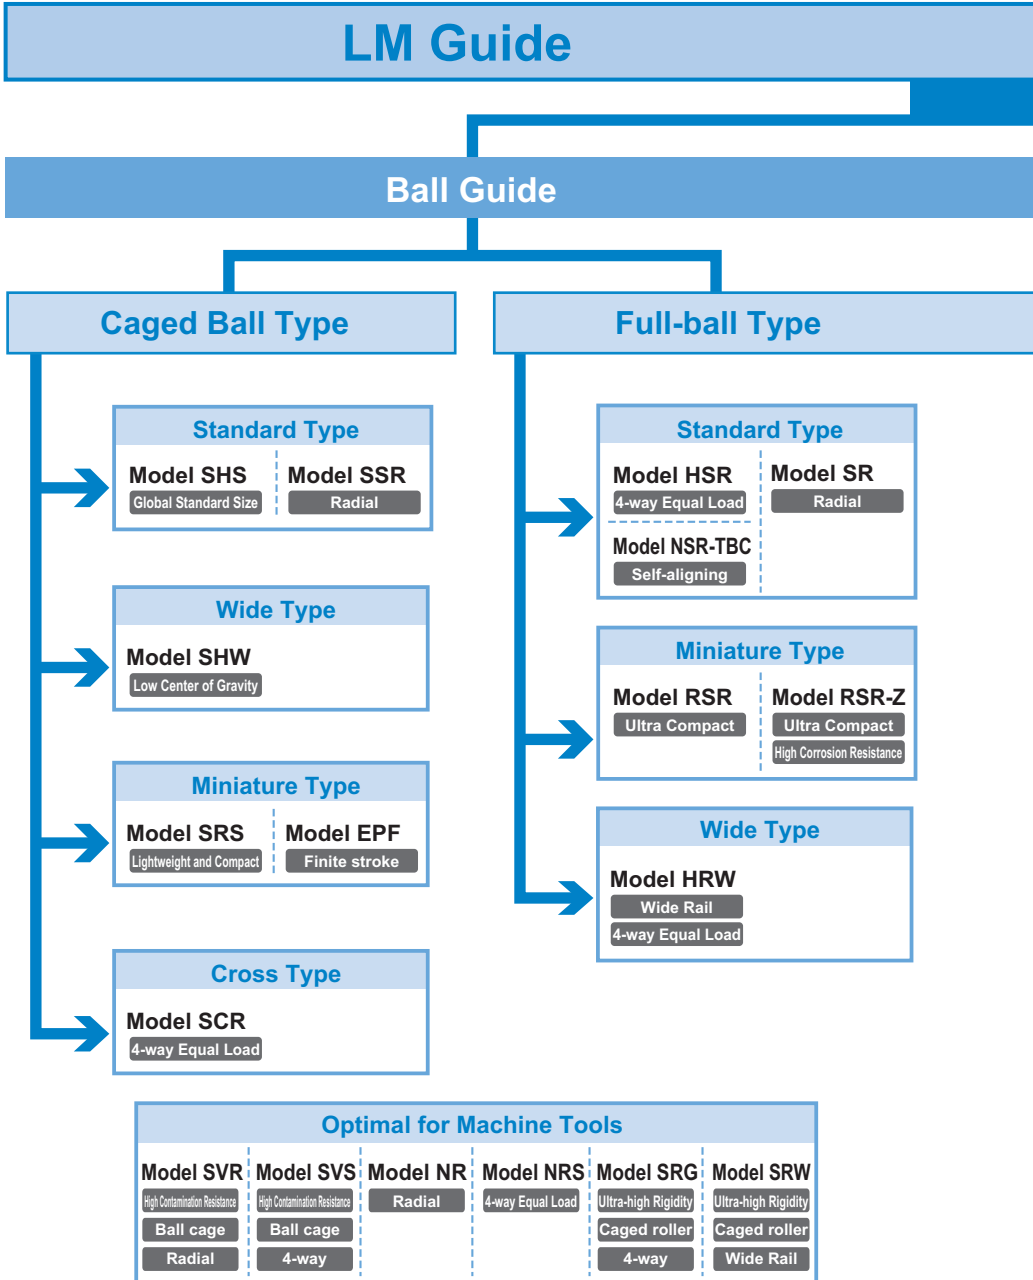 LM Guide
Ball Guide
Caged Ball Type
Full-ball Type
Standard Type
Model SHS
Global Standard Size
Model SSR
Radial
Wide Type
Model SHW
Low Center of Gravity
Miniature Type
Model SRS
Lightweight and Compact
Model EPF
Finite stroke
Cross Type
Model SCR
4-way Equal Load
Standard Type
Model HSR
4-way Equal Load
Model NSR-TBC
Self-aligning
Model SR
Radial
Miniature Type
Model RSR
Ultra Compact
Model RSR-Z
Ultra Compact
High Corrosion Resistance
Wide Type
Model HRW
Wide Rail
4-way Equal Load
Optimal for Machine Tools
Model SVR
High Contamination Resistance
Ball cage
Radial
Model SVS
High Contamination Resistance
Ball cage
4-way
Model NR
Radial
Model NRS
4-way Equal Load
Model SRG
Ultra-high Rigidity
Caged roller
4-way
Model SRW
Ultra-high Rigidity
Caged roller
Wide Rail